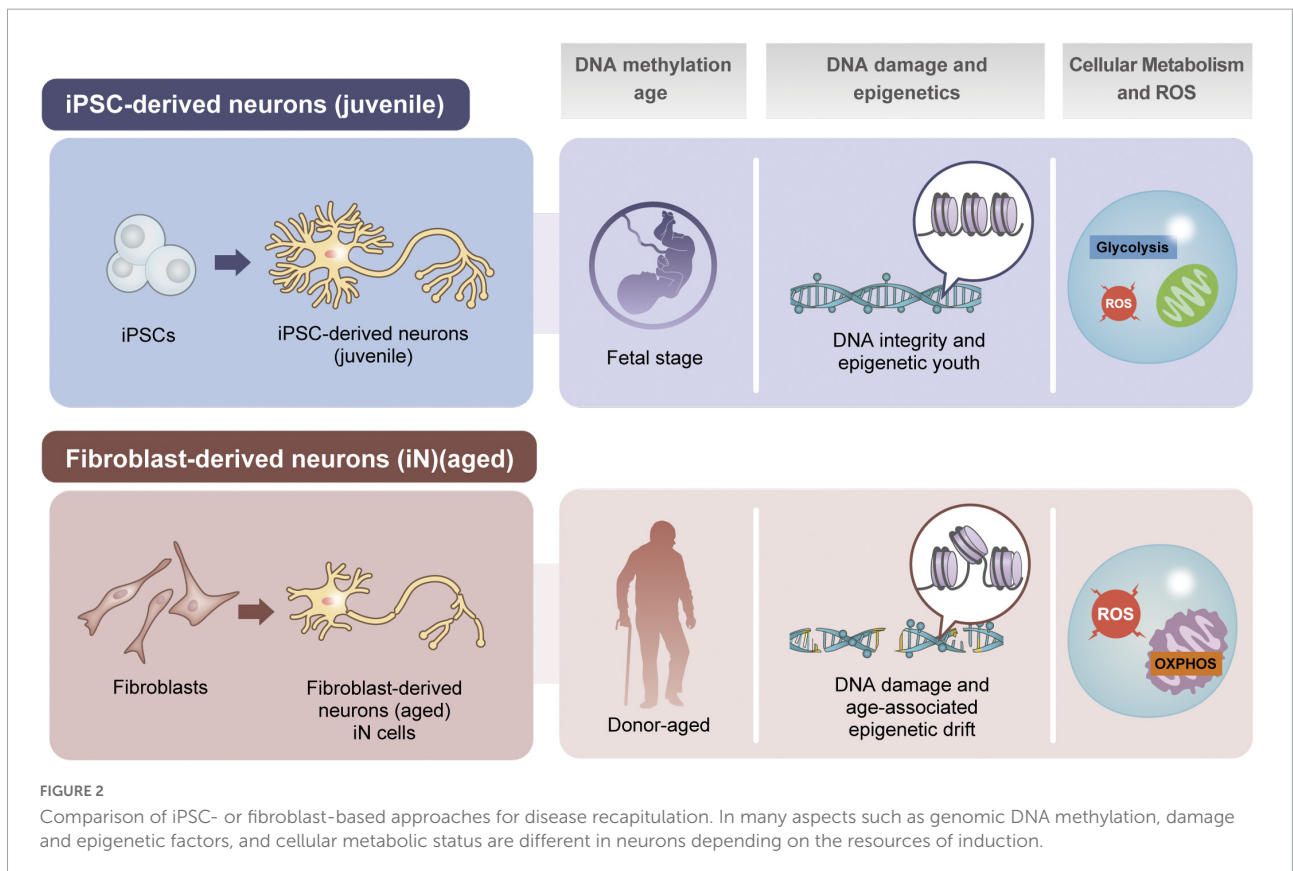 DNA methylation
age
DNA damage and
epigenetics
Cellular Metabolism
and ROS
iPSC-derived neurons (juvenile)
iPSCs
iPSC-derived neurons
(juvenile)
Fetal stage
DNA integrity and
epigenetic youth
Glycolysis
ROS
Fibroblast-derived neurons (iN)(aged)
Fibroblasts
Fibroblast-derived
neurons (aged)
iN cells
Donor-aged
DNA damage and
age-associated
epigenetic drift
ROS
OXPHOS
FIGURE 2
Comparison of iPSC- or fibroblast-based approaches for disease recapitulation. In many aspects such as genomic DNA methylation, damage
and epigenetic factors, and cellular metabolic status are different in neurons depending on the resources of induction.